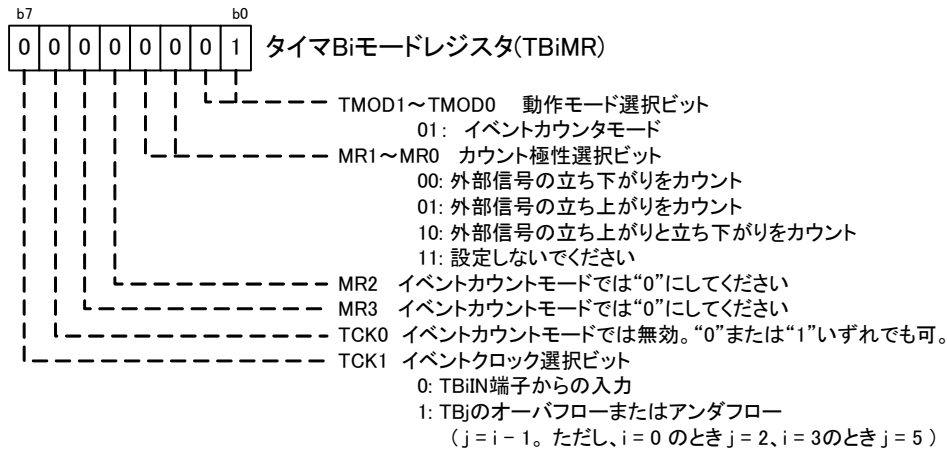 b7 b0
0 0 0 0 0 0 0 1 タイマBiモードレジスタ(TBiMR)
TMOD1～TMOD0 動作モード選択ビット
01: イベントカウンタモード
MR1～MR0 カウント極性選択ビット
00: 外部信号の立ち下がりをカウント
01: 外部信号の立ち上がりをカウント
10: 外部信号の立ち上がりと立ち下がりをカウント
11: 設定しないでください
MR2 イベントカウントモードでは“0”にしてください
MR3 イベントカウントモードでは“0”にしてください
TCK0 イベントカウントモードでは無効。“0”または“1”いずれでも可。
TCK1 イベントクロック選択ビット
0: TBiIN端子からの入力
1: TBjのオーバフローまたはアンダフロー
( j = i - 1。ただし、i = 0 のとき j = 2、i = 3のとき j = 5 )